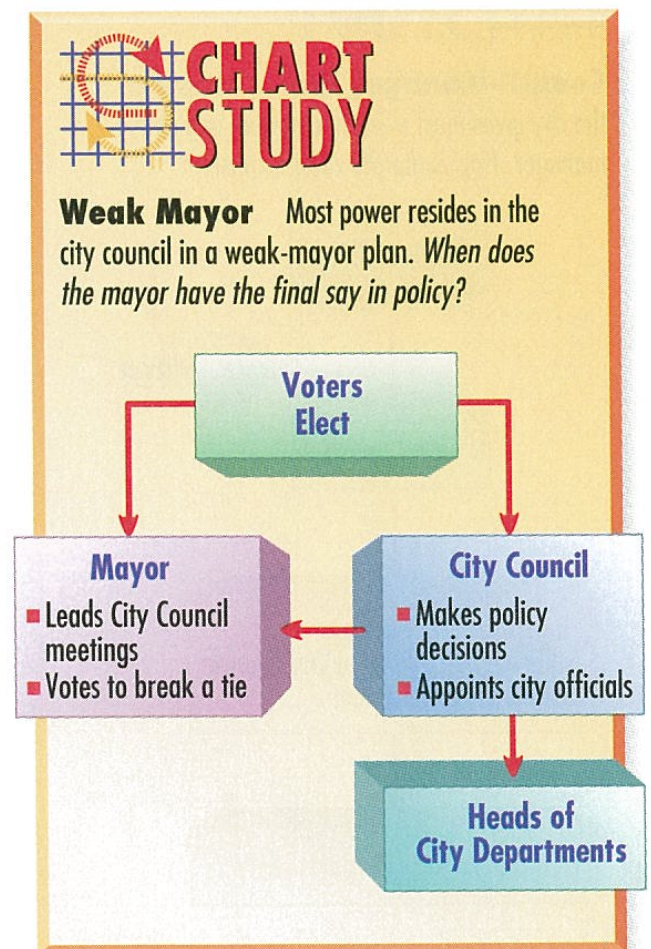 CHART
STUDY
Weak Mayor Most power resides in the
city council in a weak-mayor plan. When does
the mayor have the final say in policy?
Voters
Elect
Mayor
■ Leads City Council
meetings
■ Votes to break a tie
City Council
■ Makes policy
decisions
■ Appoints city officials
Heads of
City Departments